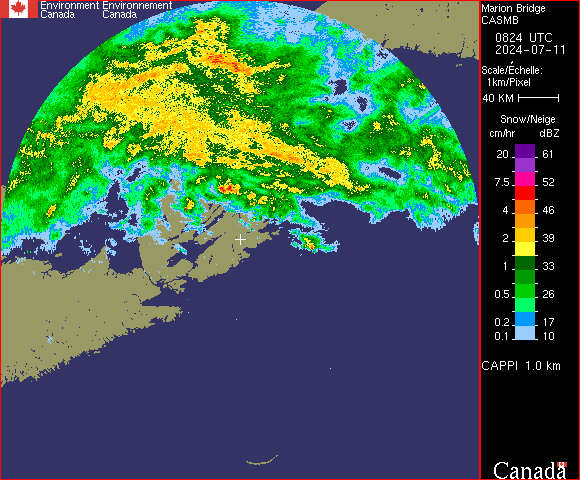 Environment Environnement
Canada Canada
Marion Bridge
CASMB
0824 UTC
2024-07-11
Scale/Échelle:
1km/Pixel
40 KM
Snow/Neige
cm/hr dBZ
20 61
7.5 52
4 46
2 39
1 33
0.5 26
0.2 17
0.1 10
CAPPI 1.0 km
Canada